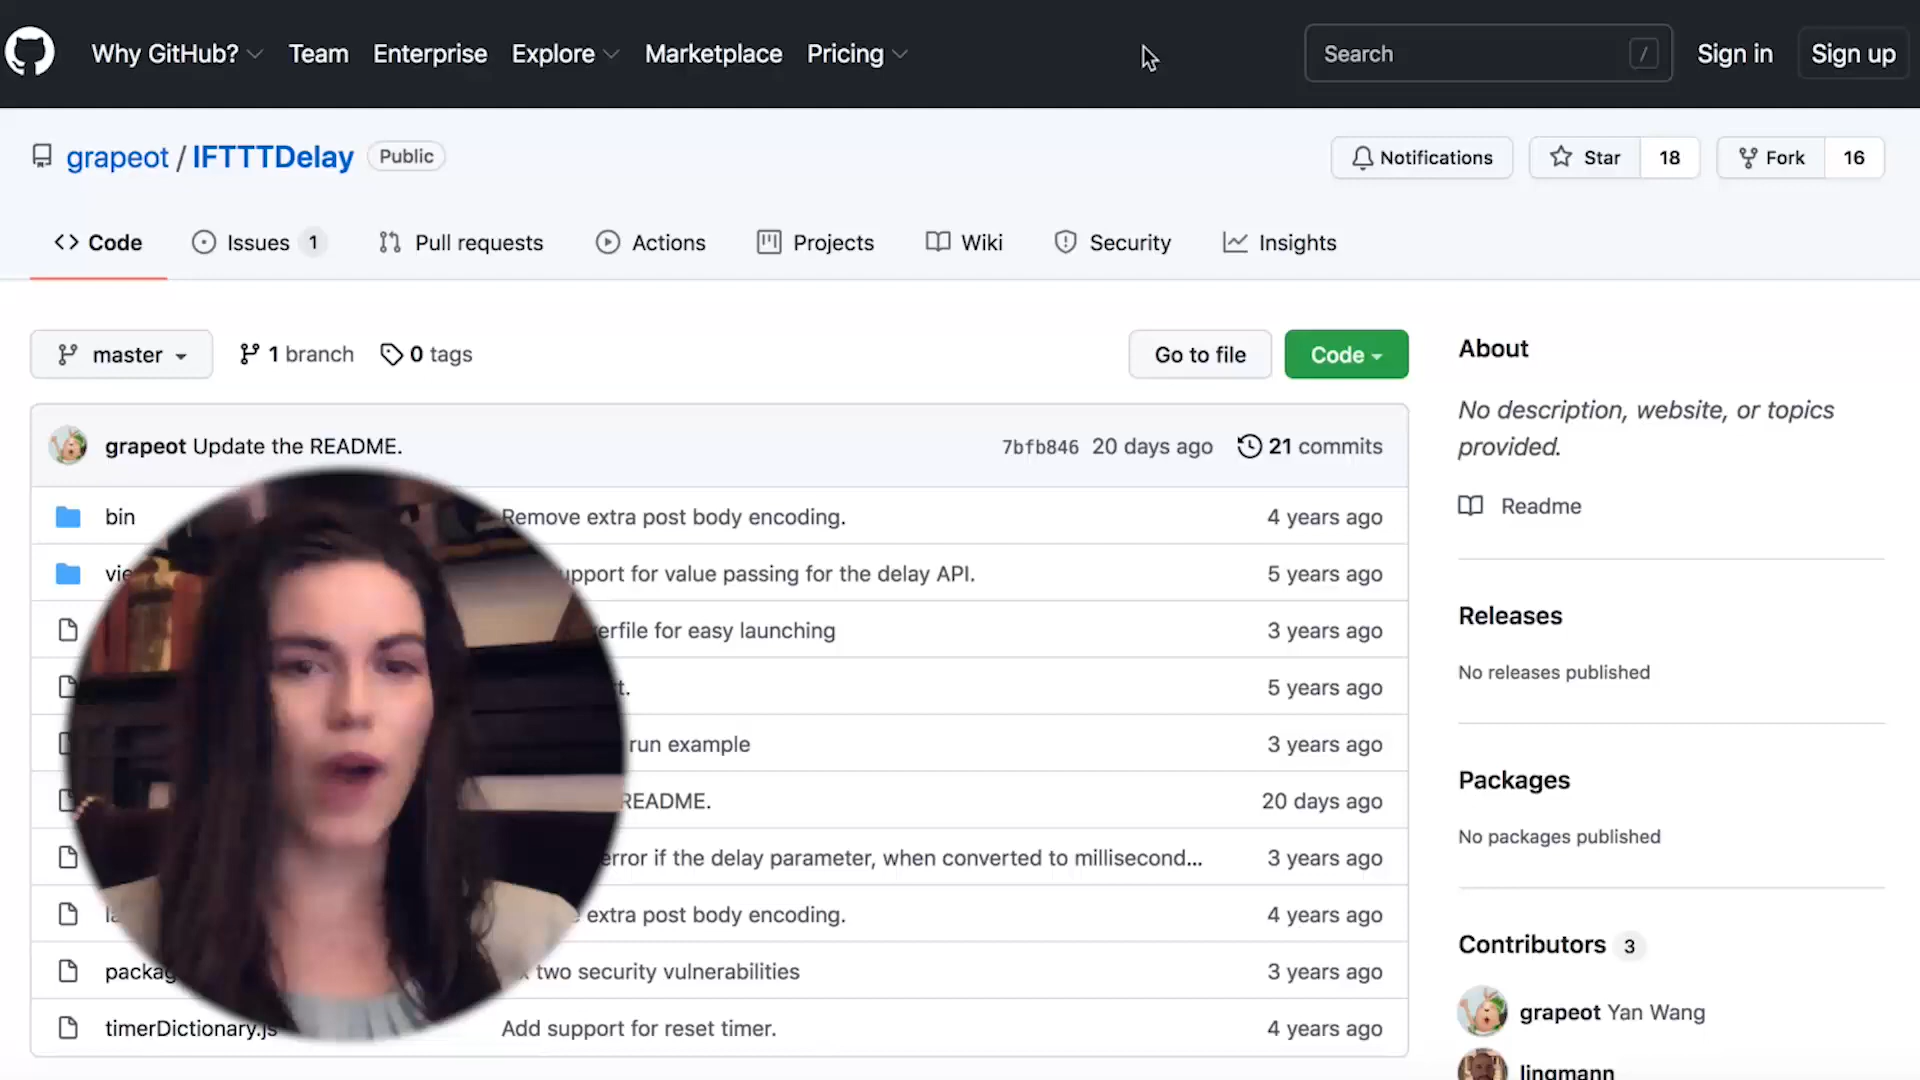 Why GitHub? Team Enterprise Explore Marketplace Pricing Search / Sign in Sign up
grapeot / IFTTTDelay Public Notifications Star 18 Fork 16
Code Issues 1 Pull requests Actions Projects Wiki Security Insights
master 1 branch 0 tags Go to file Code
grapeot Update the README. 7bfb846 20 days ago 21 commits
bin Remove extra post body encoding. 4 years ago
vie upport for value passing for the delay API. 5 years ago
erfile for easy launching 3 years ago
t. 5 years ago
run example 3 years ago
README. 20 days ago
error if the delay parameter, when converted to millisecond... 3 years ago
extra post body encoding. 4 years ago
packag two security vulnerabilities 3 years ago
timerDictionary.js Add support for reset timer. 4 years ago
About
No description, website, or topics
provided.
Readme
Releases
No releases published
Packages
No packages published
Contributors 3
grapeot Yan Wang
lingmann